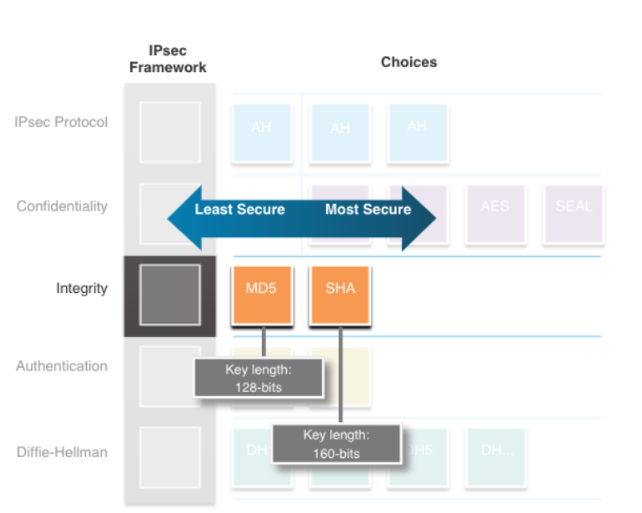 IPsec
Framework
Choices
IPsec Protocol
AH
AH
AH
Confidentiality
Least Secure
Most Secure
AES
SEAL
Integrity
MD5
SHA
Authentication
Key length:
128-bits
Diffie-Hellman
Key length:
160-bits
DH5
DH...